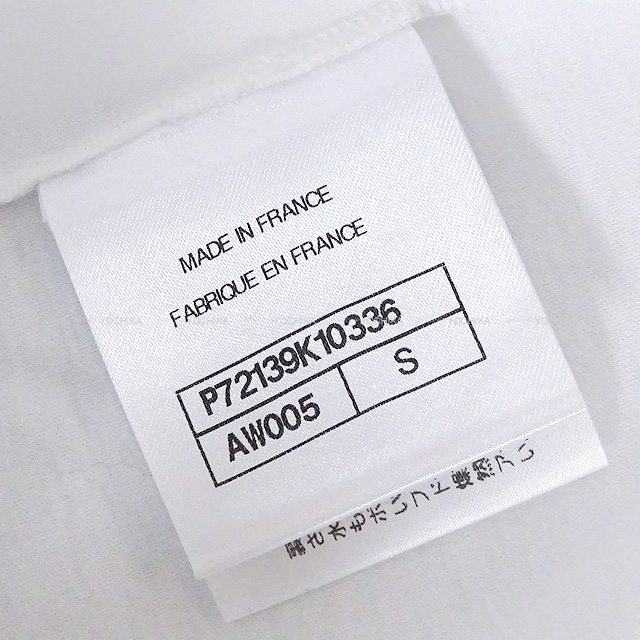 MADE IN FRANCE
FABRIQUE EN FRANCE
P72139K10336
AW005
S